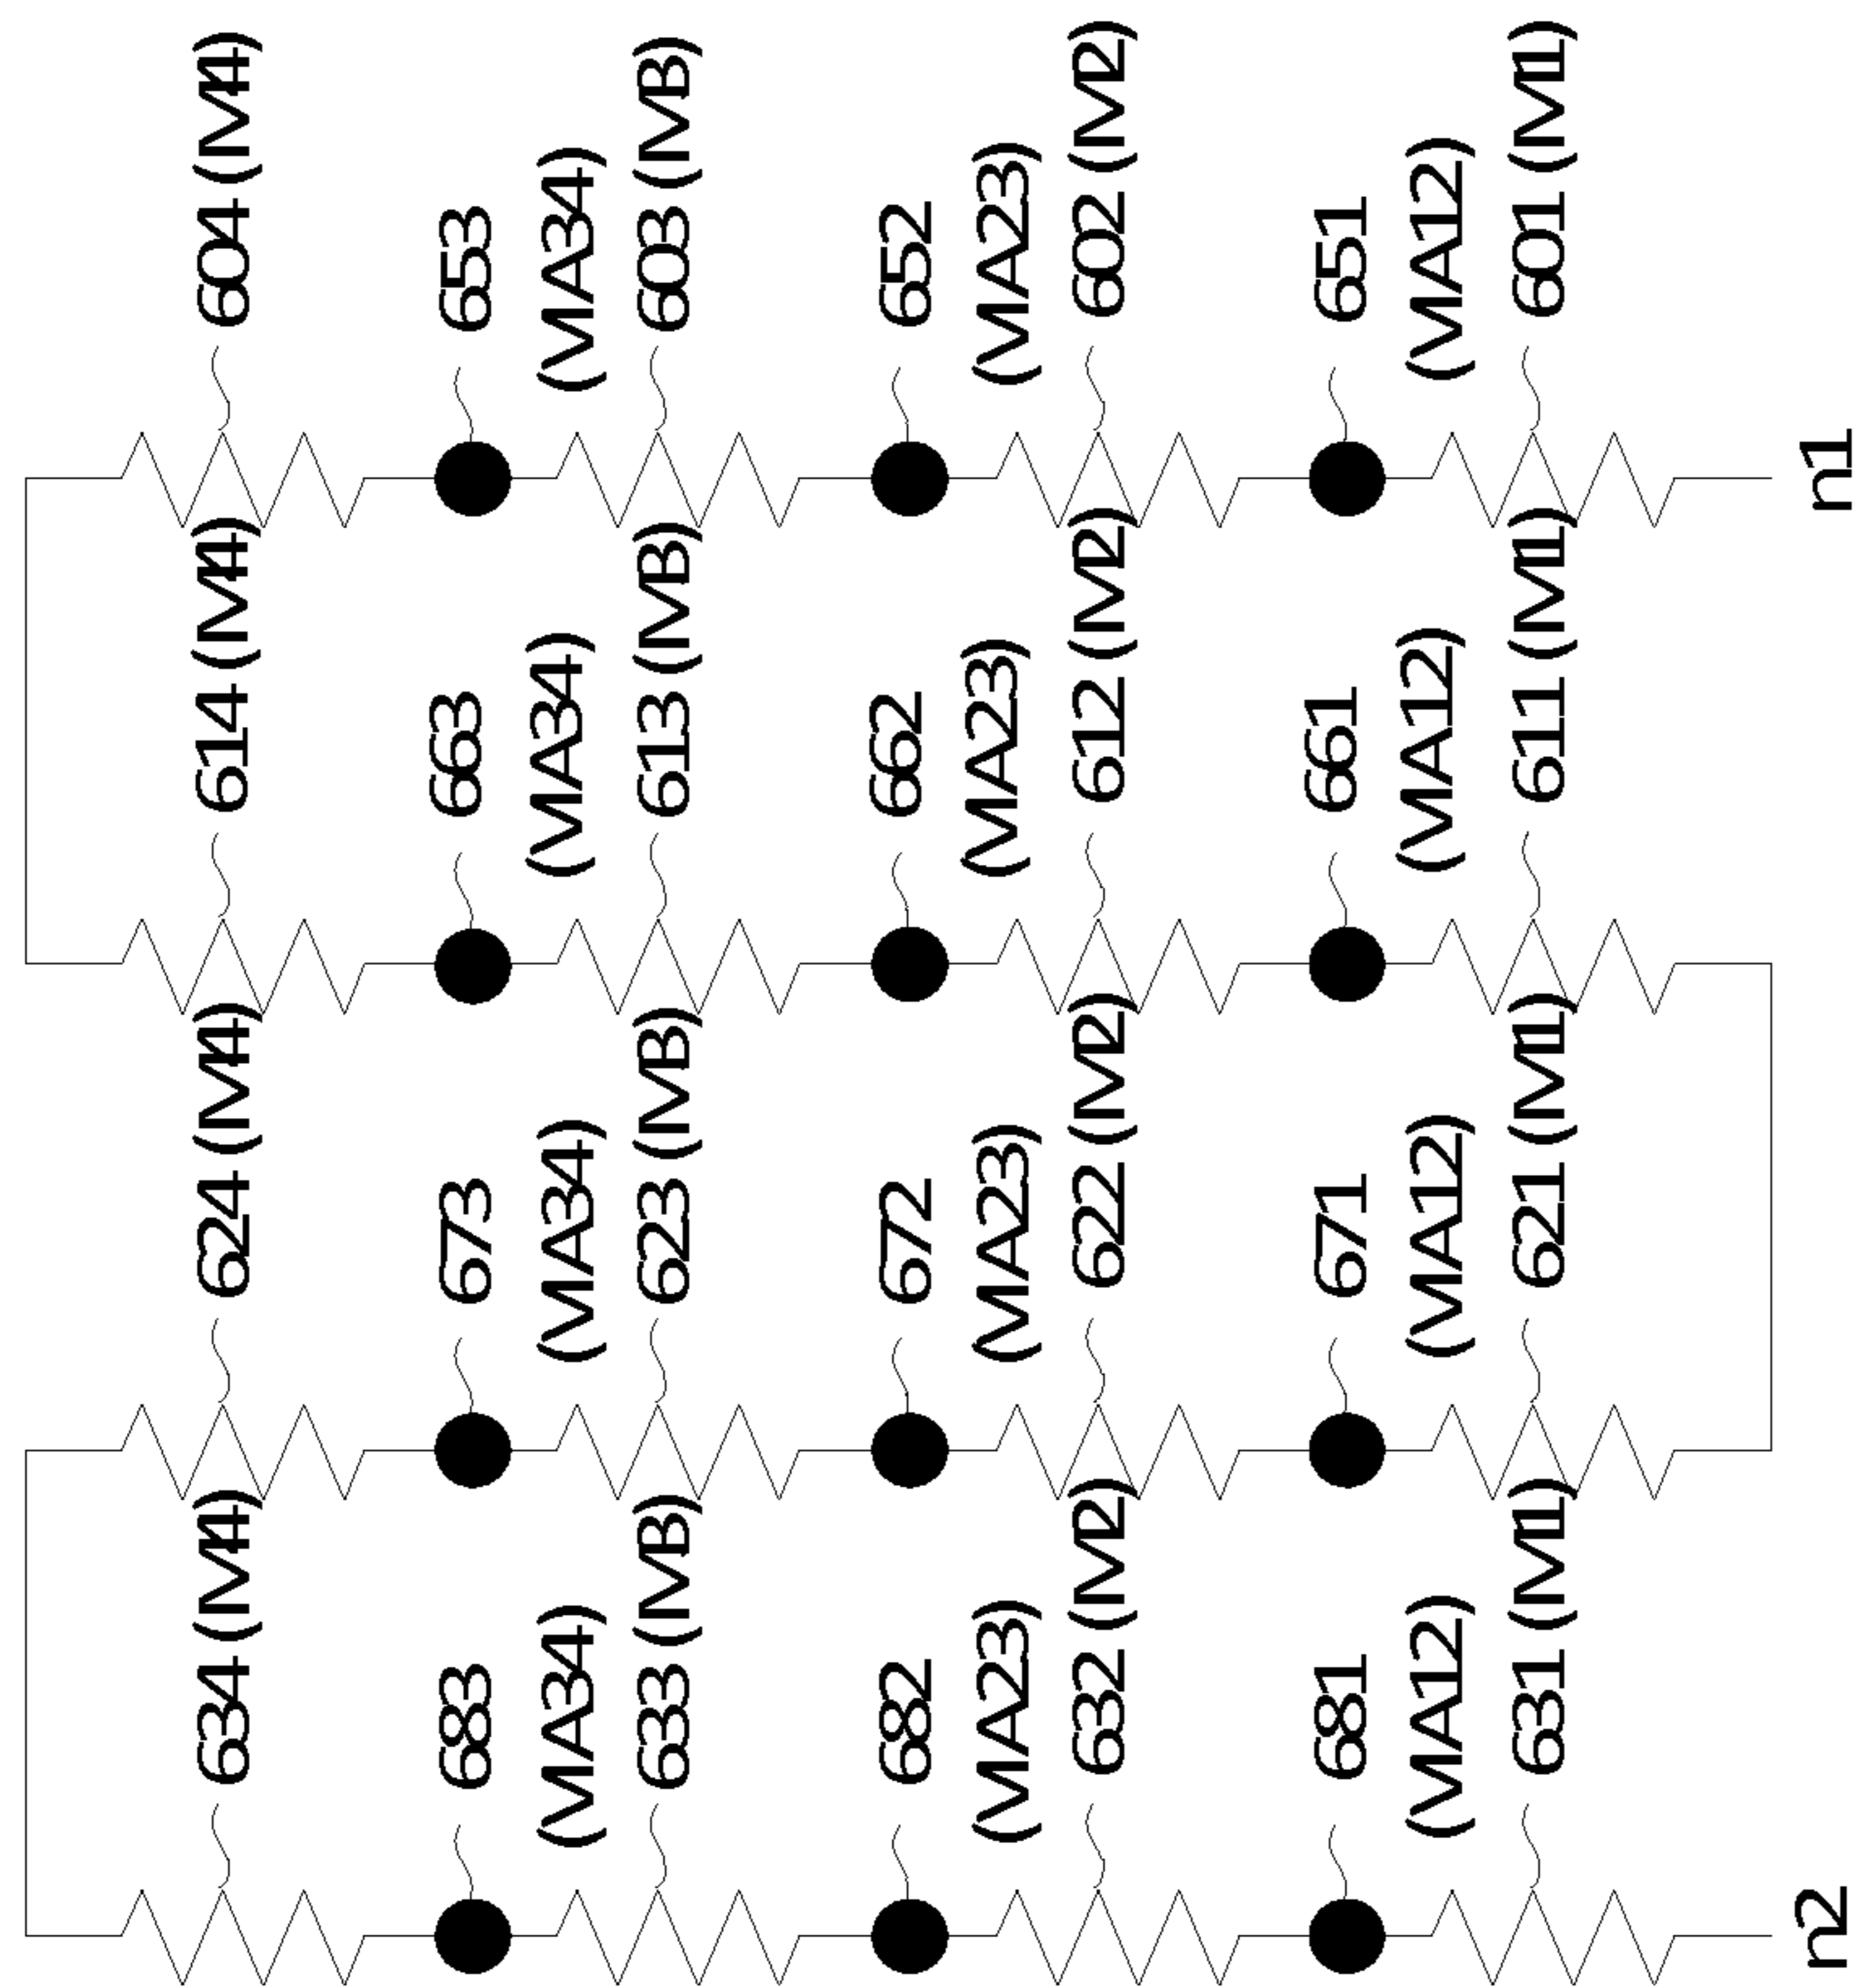 634 (M4)
624 (M4)
614 (M4)
604 (M4)
683
(MA34)
673
(MA34)
663
(MA34)
653
(MA34)
633 (M3)
623 (M3)
613 (M3)
603 (M3)
682
(MA23)
672
(MA23)
662
(MA23)
652
(MA23)
632 (M2)
622 (M2)
612 (M2)
602 (M2)
681
(MA12)
671
(MA12)
661
(MA12)
651
(MA12)
631 (M1)
621 (M1)
611 (M1)
601 (M1)
n2
n1